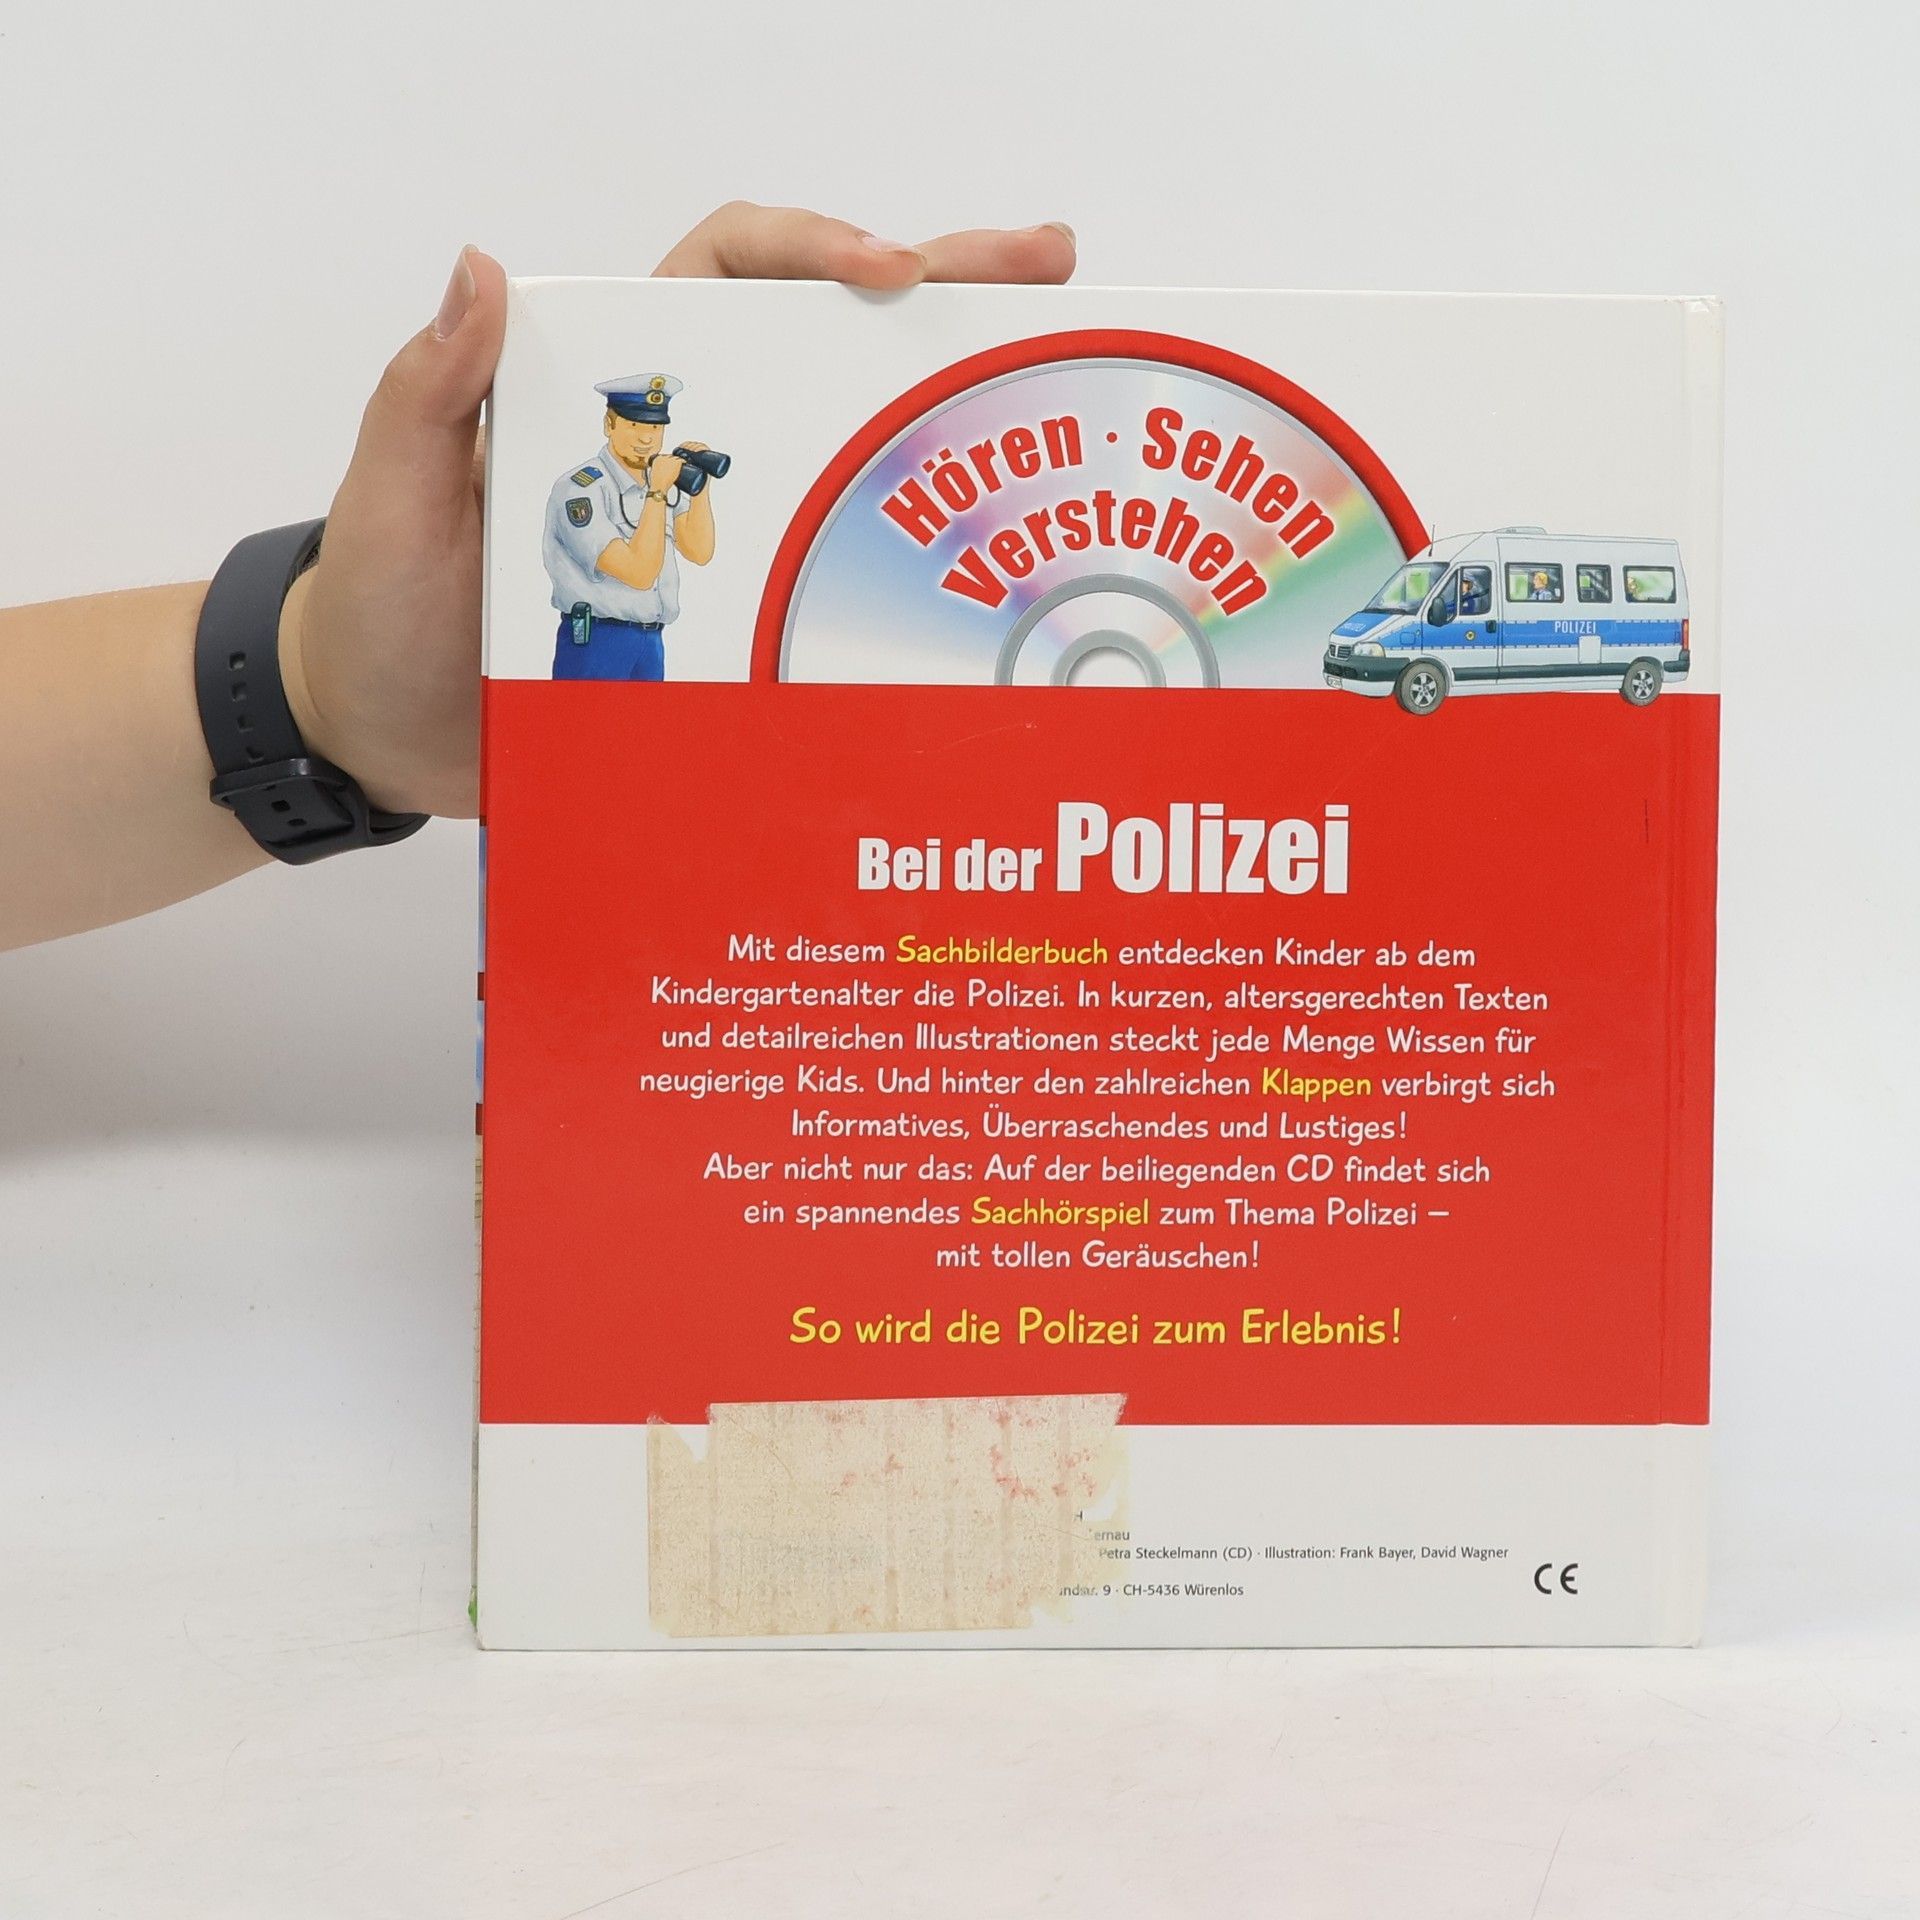 Hören · Sehen
Verstehen
POLIZEI
Bei der Polizei
Mit diesem Sachbilderbuch entdecken Kinder ab dem
Kindergartenalter die Polizei. In kurzen, altersgerechten Texten
und detailreichen Illustrationen steckt jede Menge Wissen für
neugierige Kids. Und hinter den zahlreichen Klappen verbirgt sich
Informatives, Überraschendes und Lustiges!
Aber nicht nur das: Auf der beiliegenden CD findet sich
ein spannendes Sachhörspiel zum Thema Polizei –
mit tollen Geräuschen!
So wird die Polizei zum Erlebnis!
Petra Steckelmann (CD) · Illustration: Frank Bayer, David Wagner
9 · CH-5436 Würenlos
CE